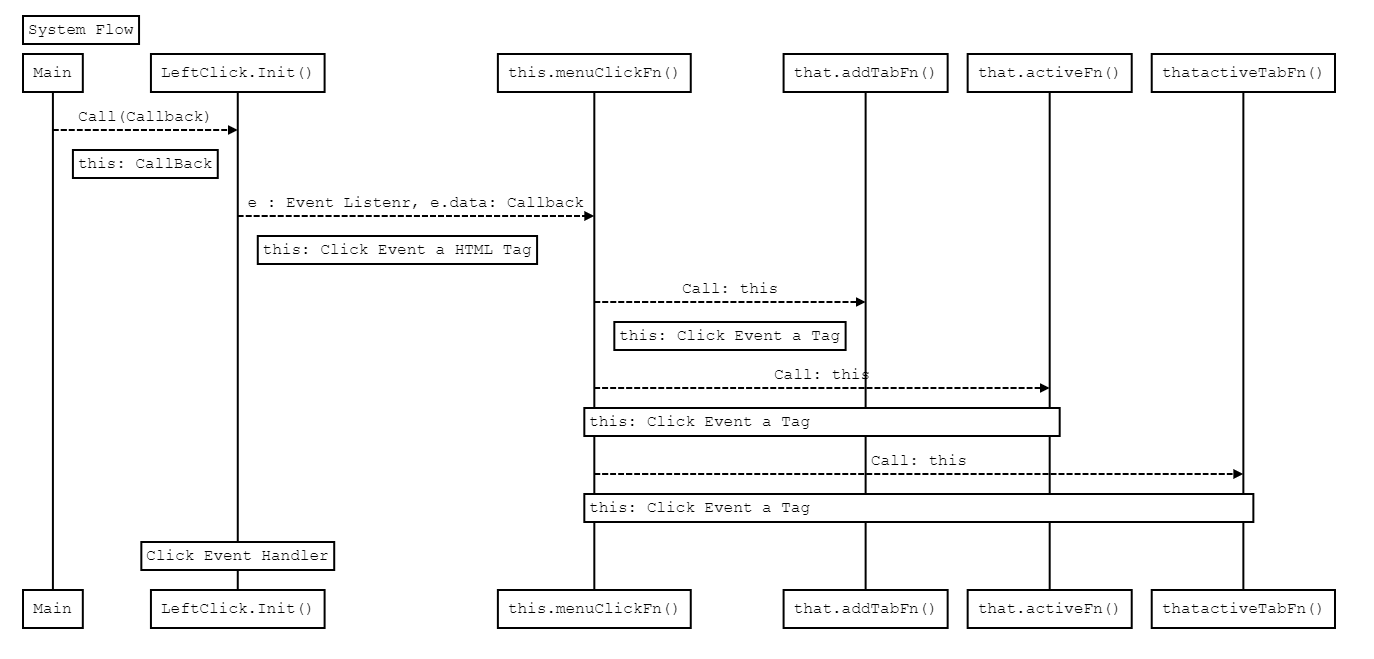 System Flow
Main
LeftClick.Init()
this.menuClickFn()
that.addTabFn()
that.activeFn()
thatactiveTabFn()
Call(Callback)
this: CallBack
e : Event Listenr, e.data: Callback
this: Click Event a HTML Tag
Call: this
this: Click Event a Tag
Call: this
this: Click Event a Tag
Call: this
this: Click Event a Tag
Click Event Handler
Main
LeftClick.Init()
this.menuClickFn()
that.addTabFn()
that.activeFn()
thatactiveTabFn()